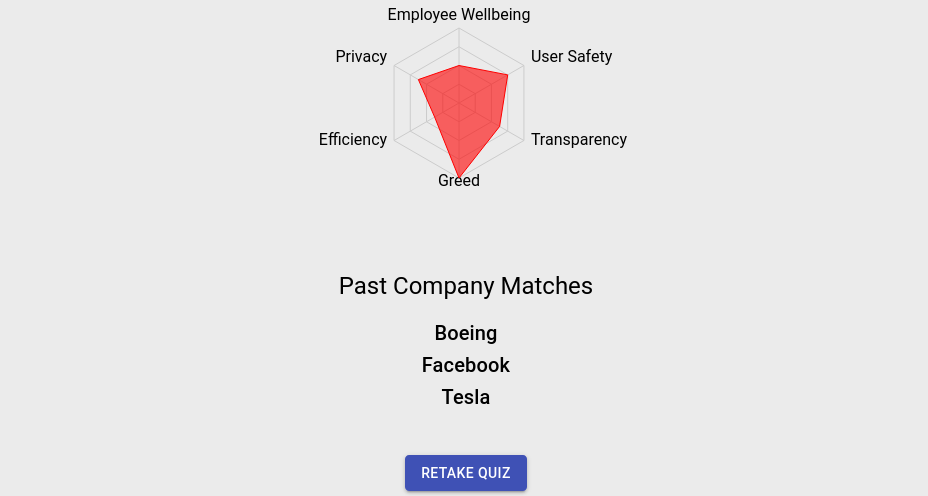 Employee Wellbeing
Privacy
User Safety
Efficiency
Transparency
Greed
Past Company Matches
Boeing
Facebook
Tesla
RETAKE QUIZ